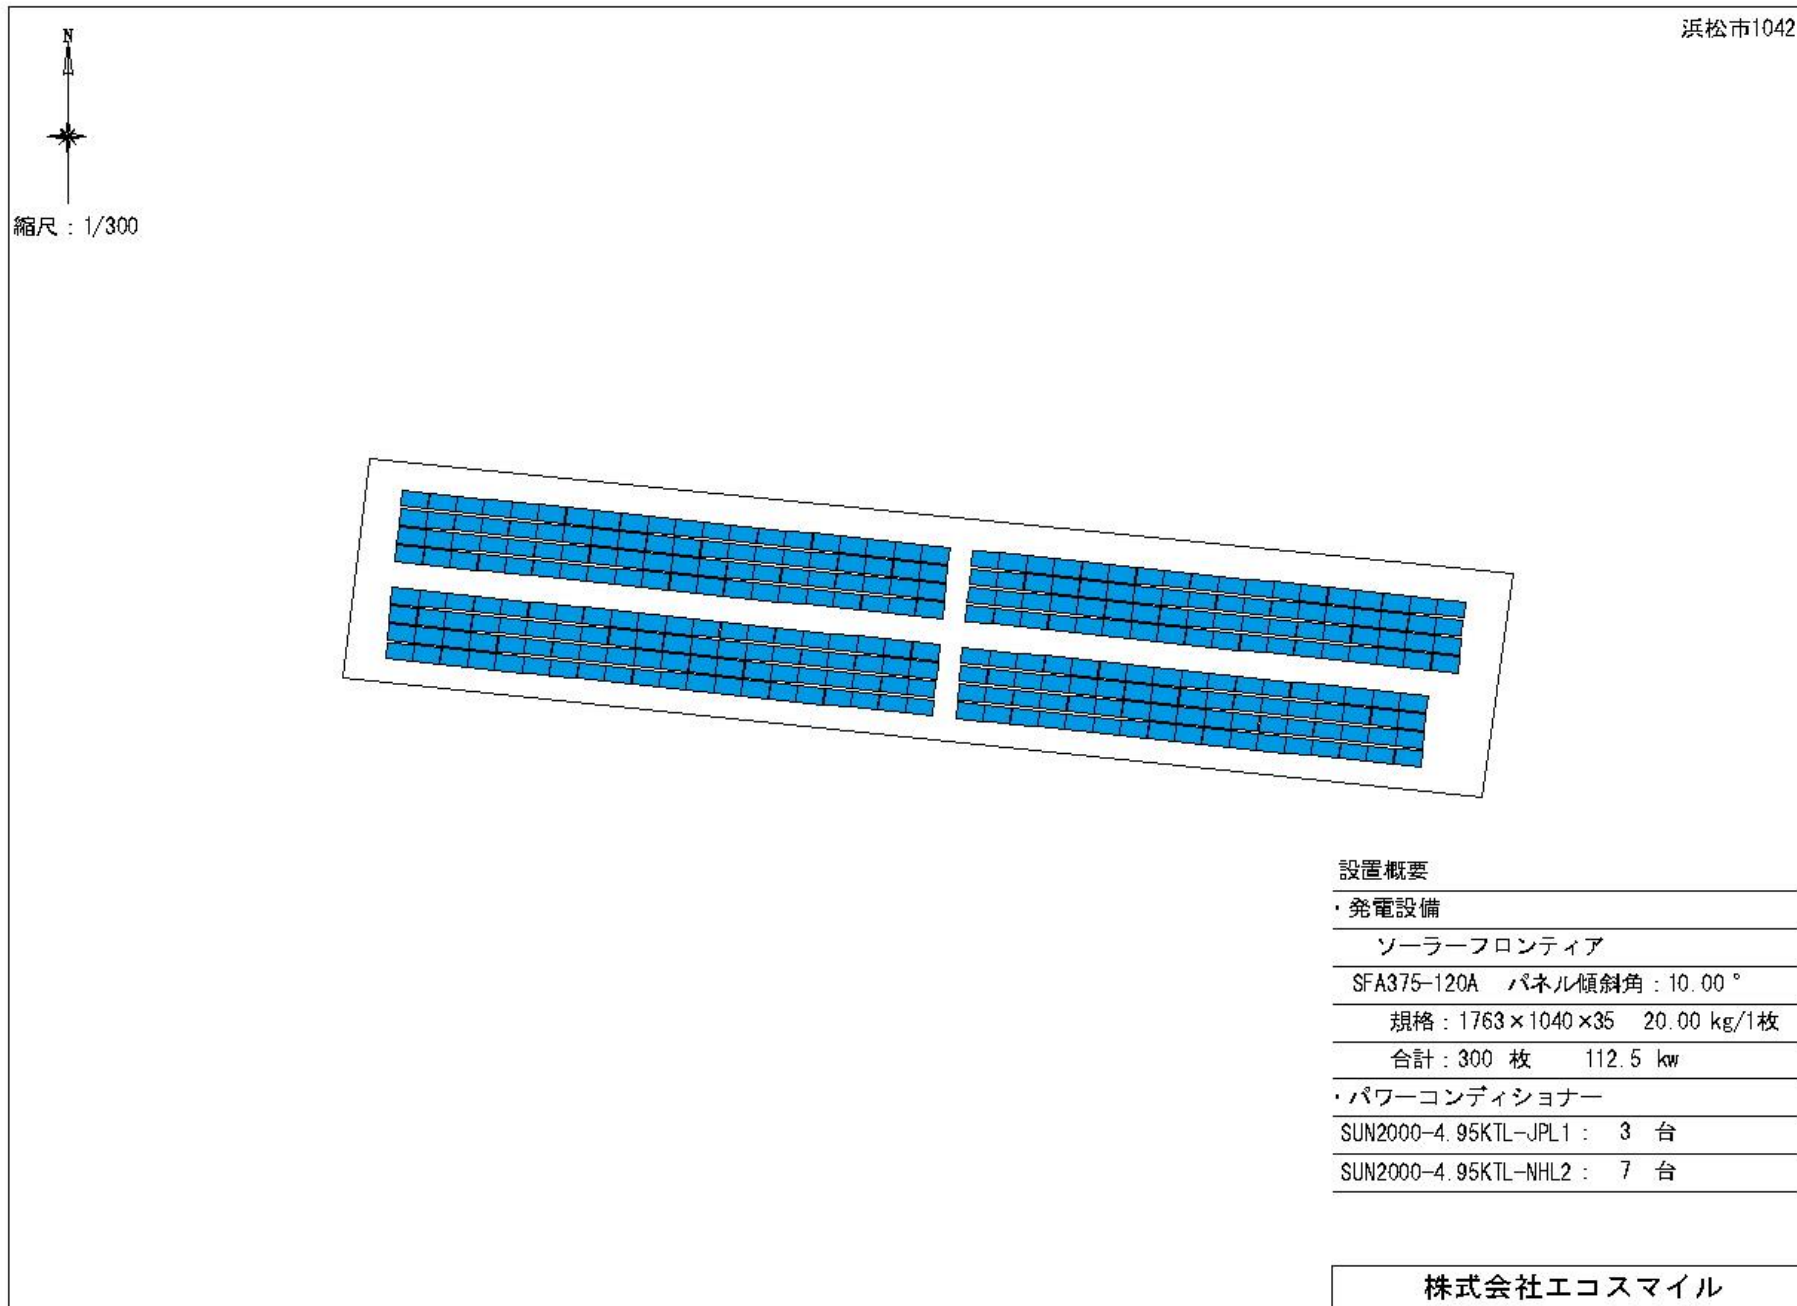 浜松市1042
N
縮尺：1/300
設置概要
・発電設備
ソーラーフロンティア
SFA375-120A　パネル傾斜角：10.00°
規格：1763×1040×35　20.00 kg/1枚
合計：300 枚　112.5 kw
・パワーコンディショナー
SUN2000-4.95KTL-JPL1：　3　台
SUN2000-4.95KTL-NHL2：　7　台
株式会社エコスマイル